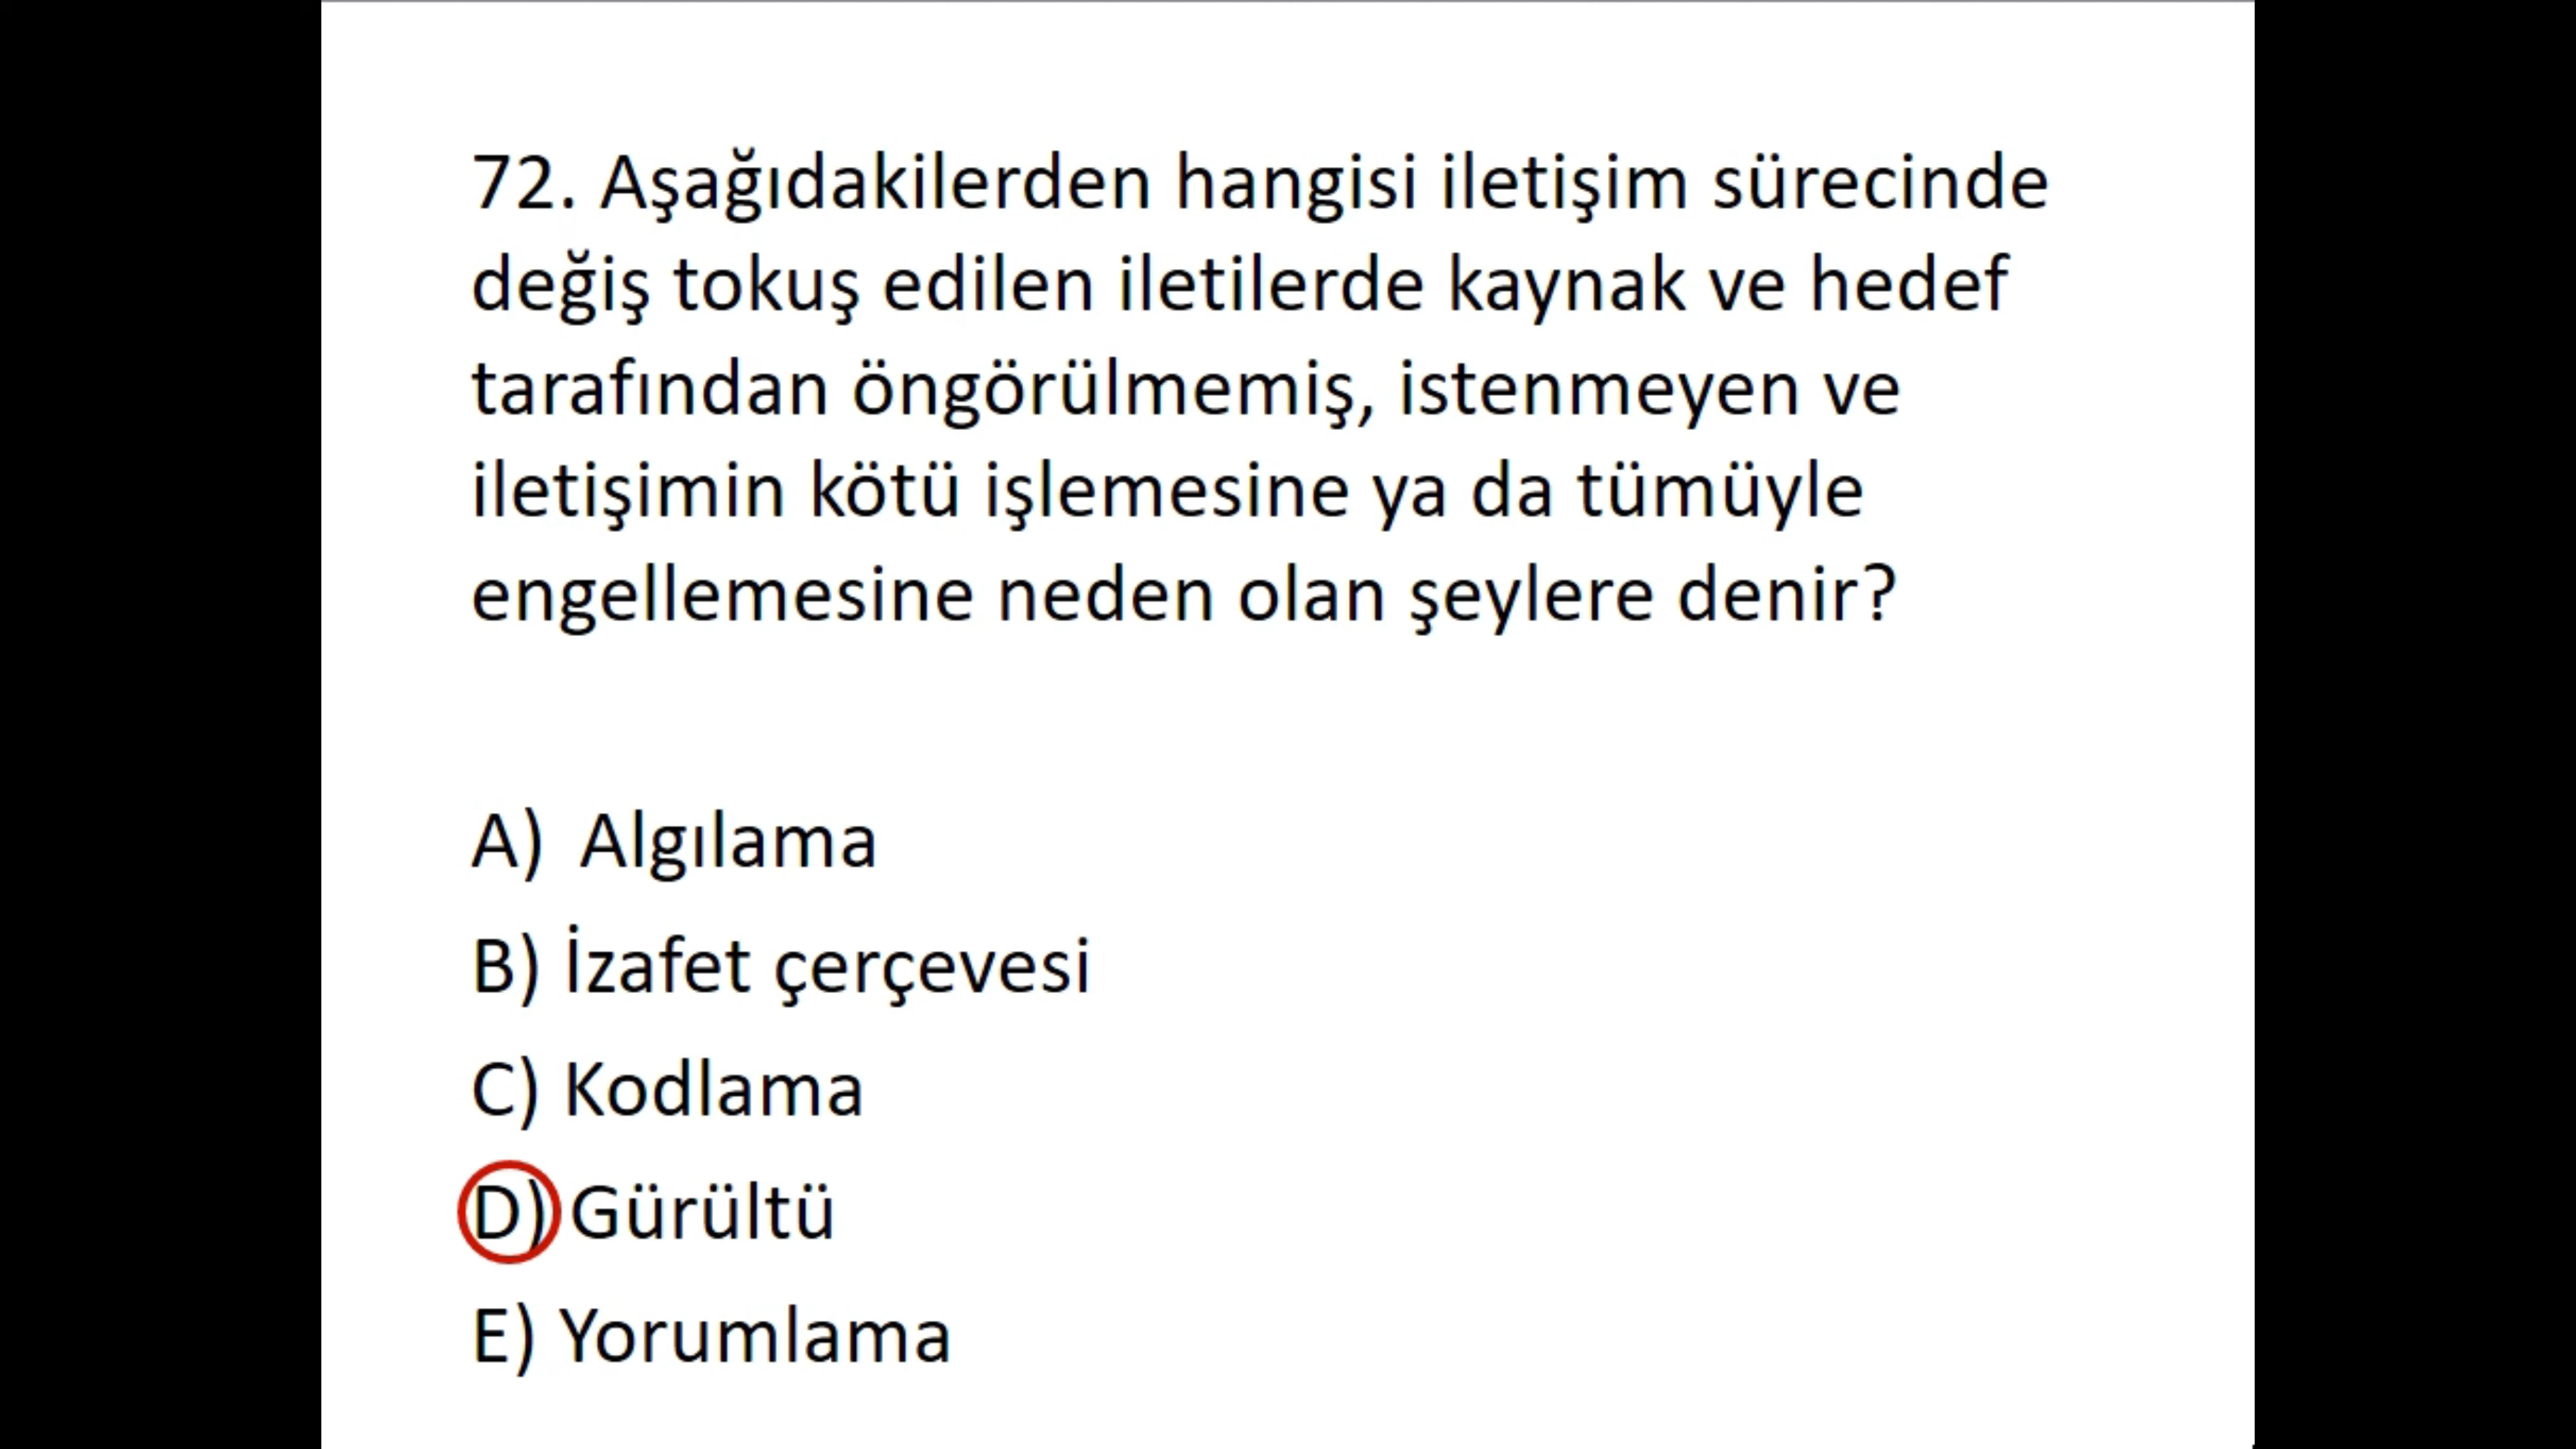 72. Aşağıdakilerden hangisi iletişim sürecinde
değiş tokuş edilen iletilerde kaynak ve hedef
tarafından öngörülmemiş, istenmeyen ve
iletişimin kötü işlemesine ya da tümüyle
engellemesine neden olan şeylere denir?
A) Algılama
B) İzafet çerçevesi
C) Kodlama
D) Gürültü
E) Yorumlama